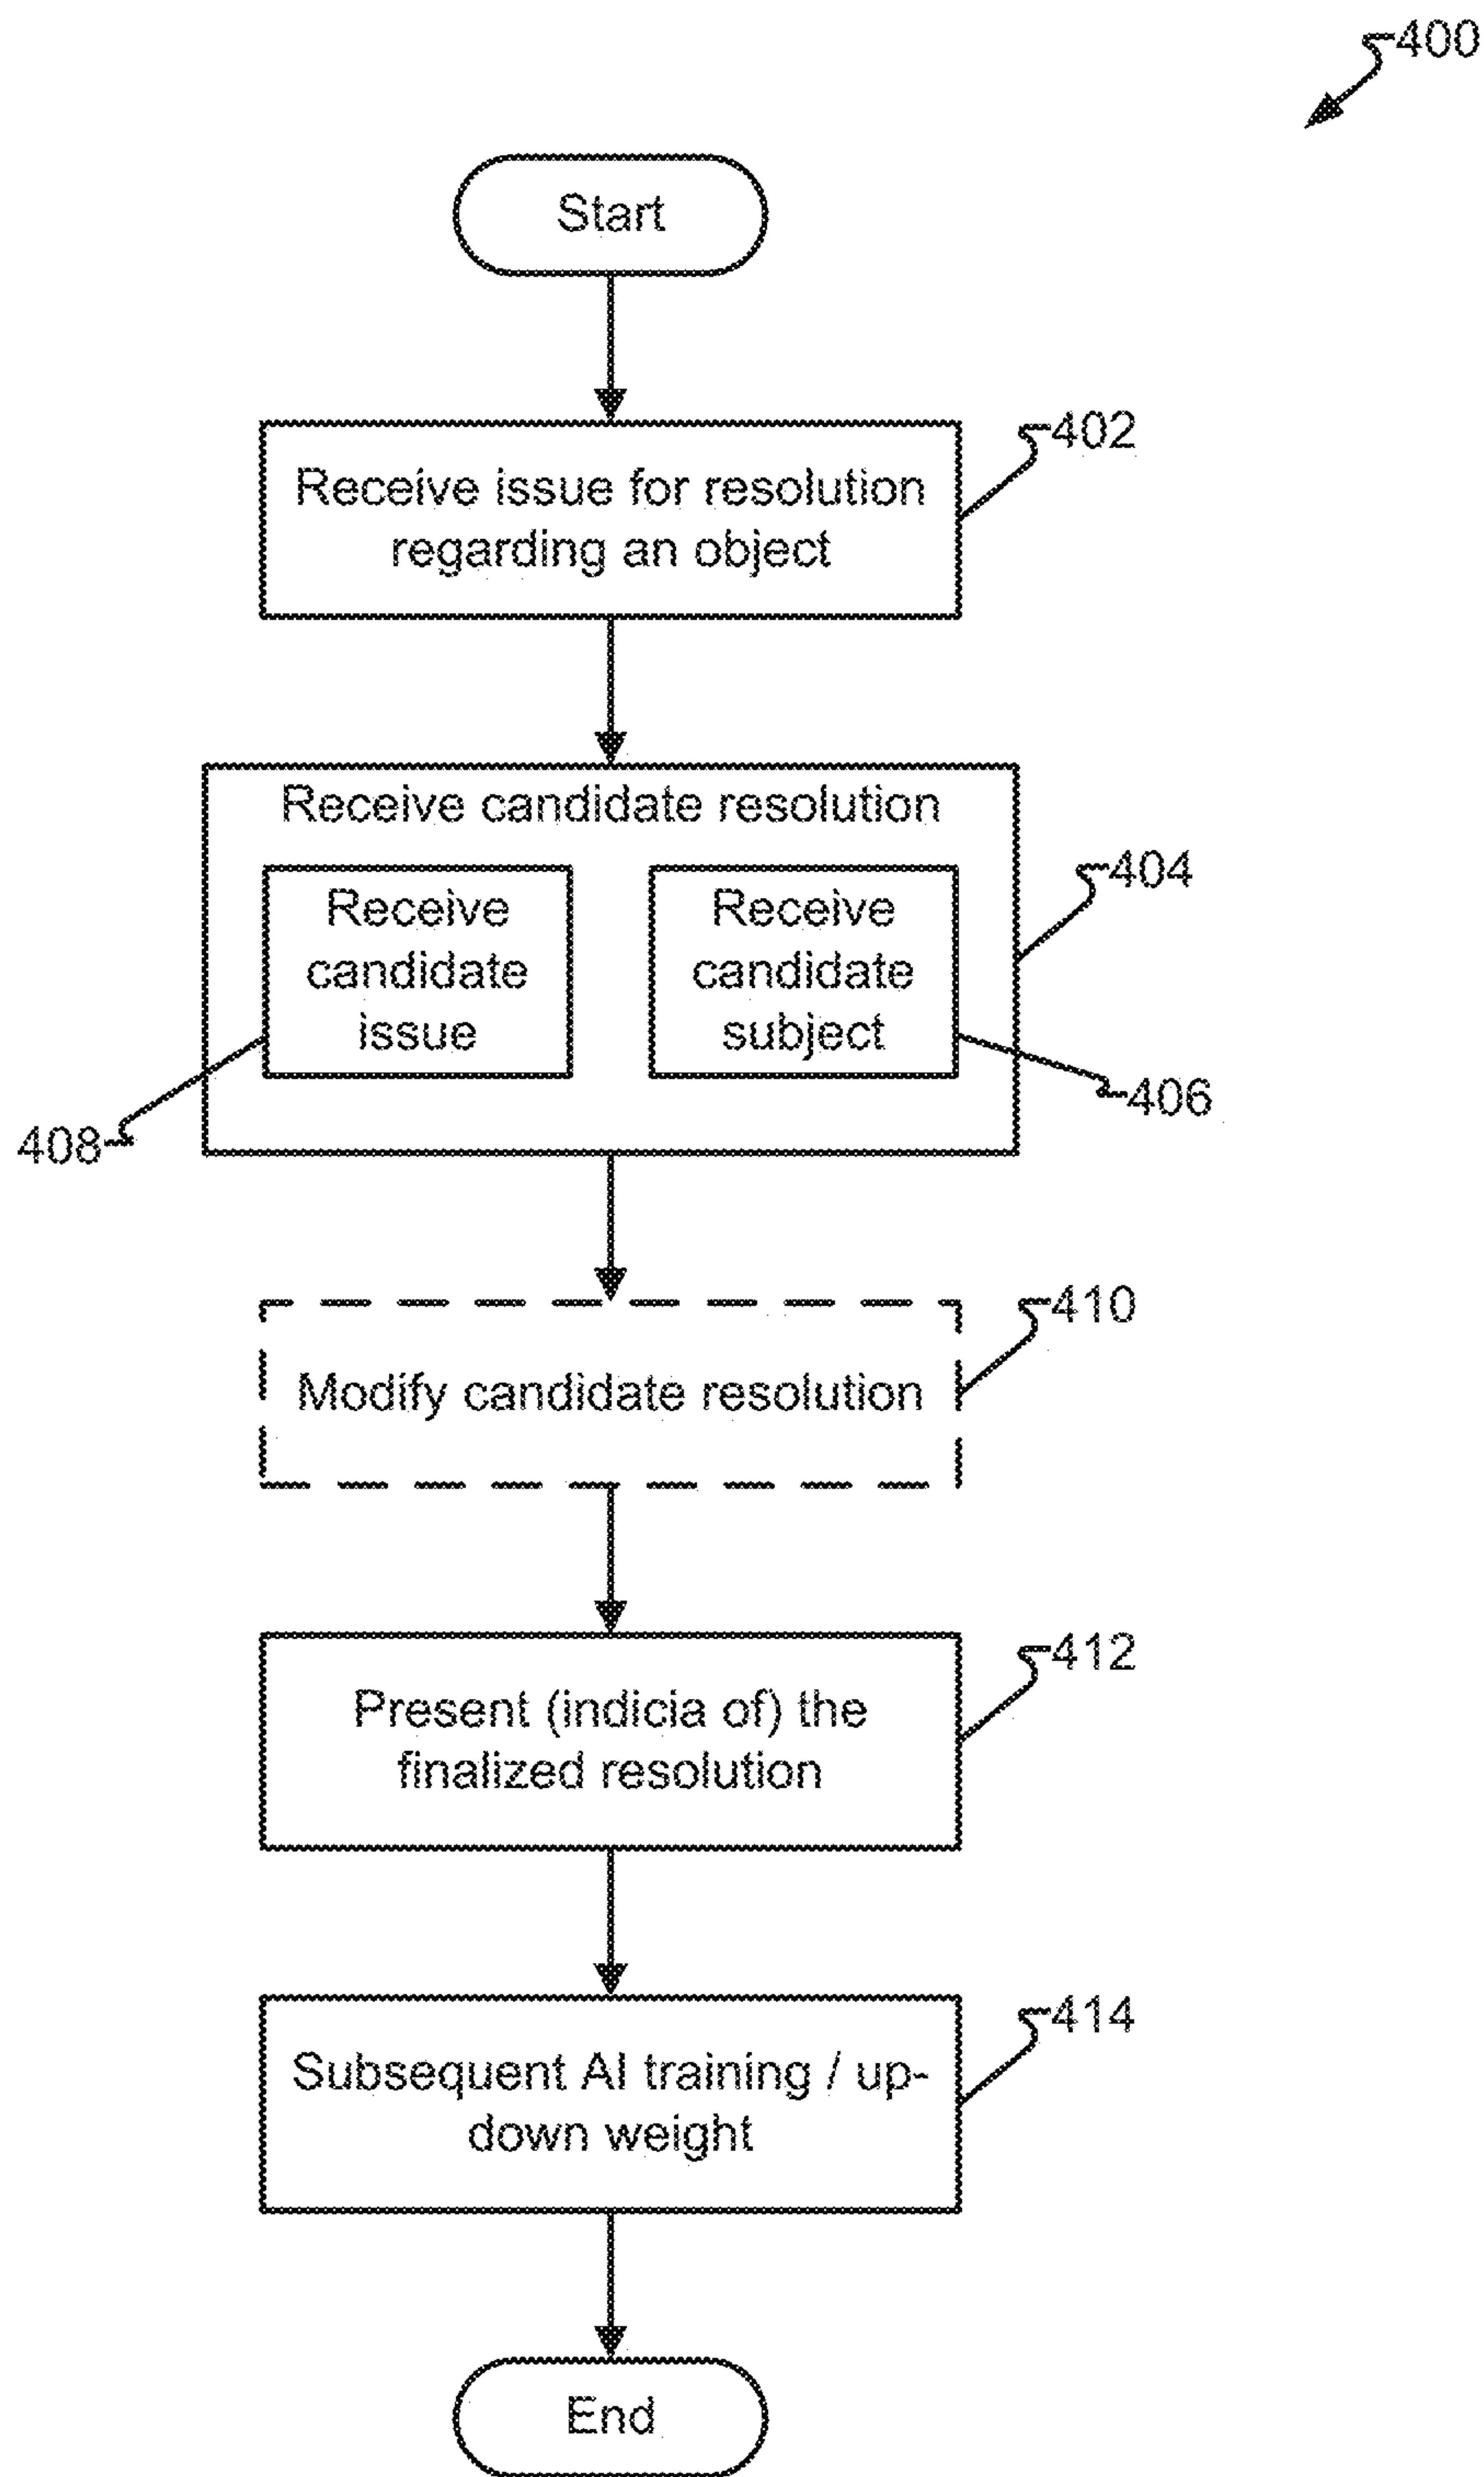 400
Start
402
Receive issue for resolution
regarding an object
Receive candidate resolution
404
Receive
candidate
issue
Receive
candidate
subject
406
408
410
Modify candidate resolution
412
Present (indicia of) the
finalized resolution
414
Subsequent AI training / up-
down weight
End